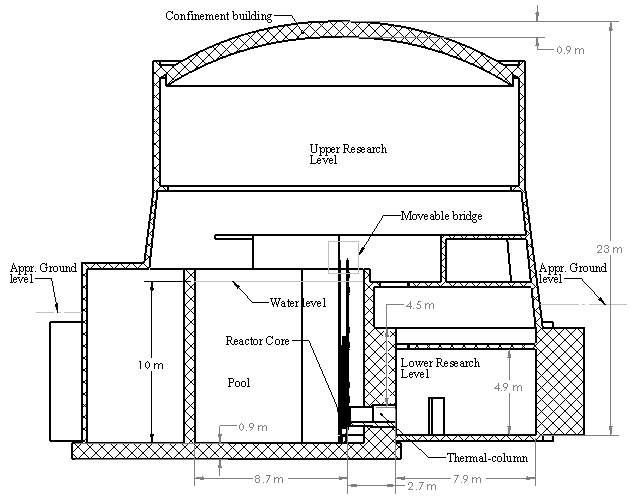 Confinement building
0.9 m
Upper Research
Level
Moveable bridge
23 m
Appr. Ground
level
Appr. Ground
level
Water level
4.5 m
Reactor Core
10 m
Lower Research
Level
Pool
4.9 m
0.9 m
Thermal-column
8.7 m
7.9 m
2.7 m